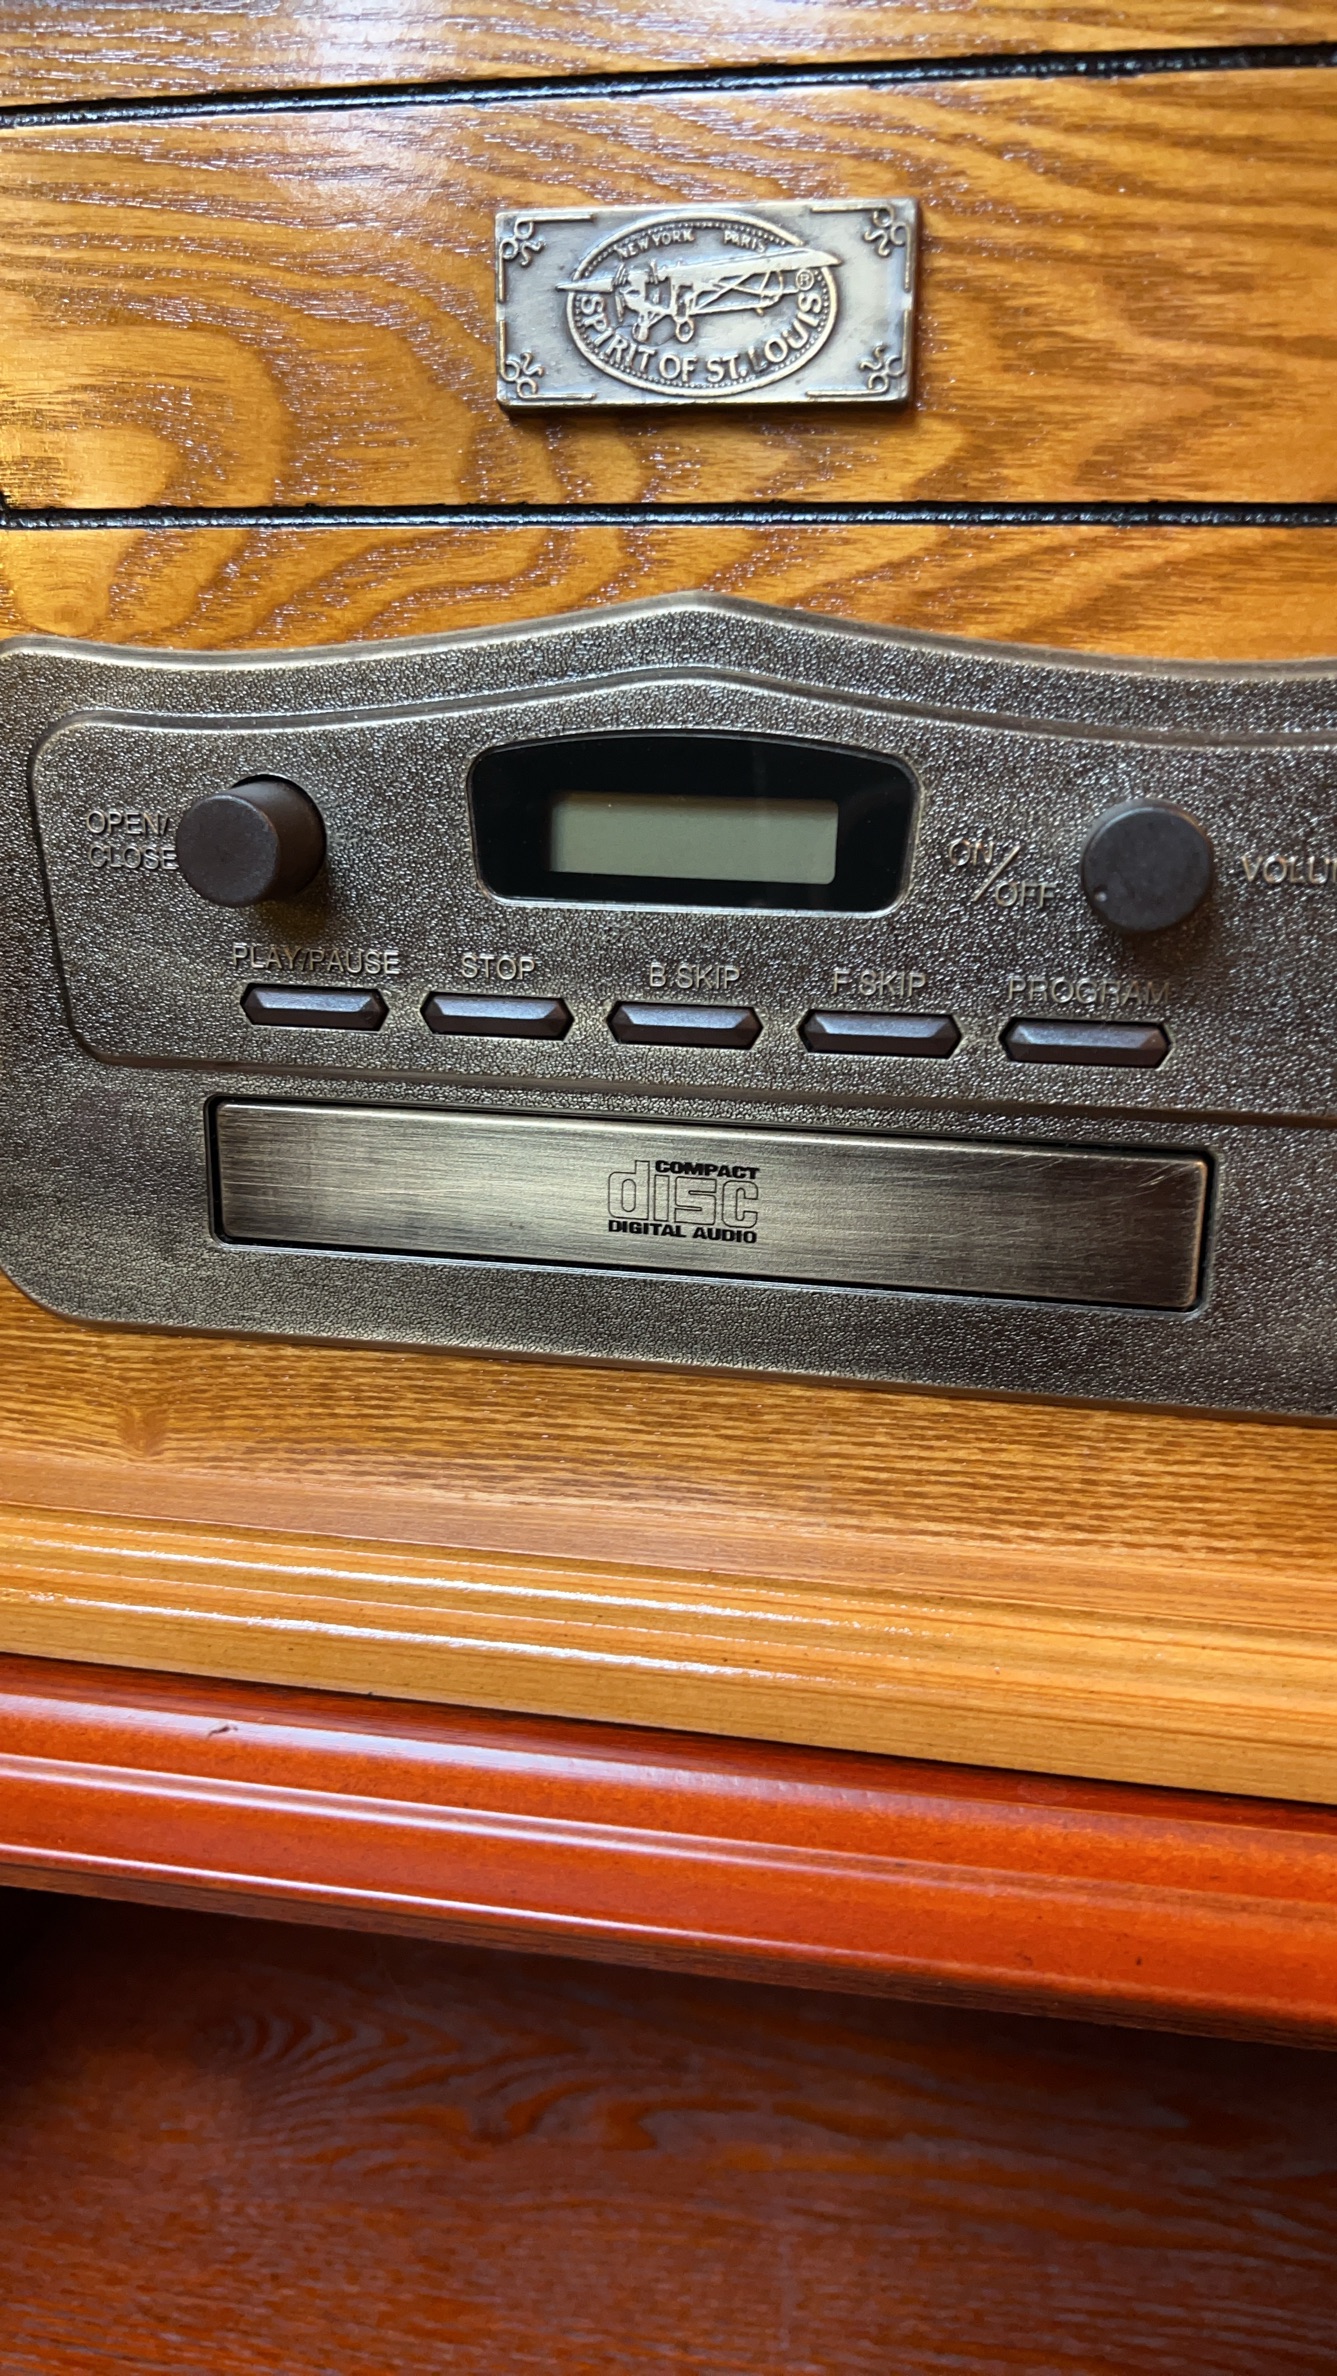 NEW YORK PARIS
SPIRIT OF ST. LOUIS®
OPEN/
CLOSE
ON/OFF
PLAY/PAUSE STOP B.SKIP F.SKIP PROGRAM
COMPACT
disc
DIGITAL AUDIO